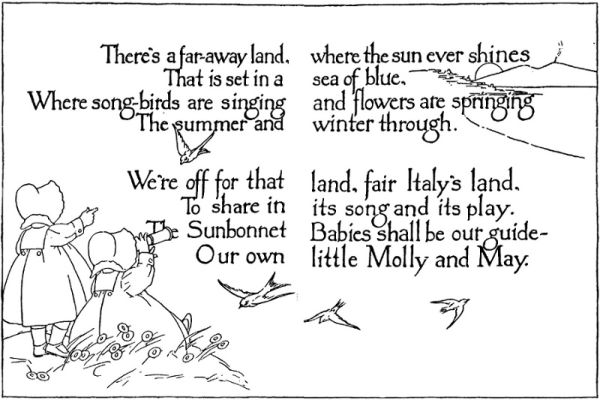 There's a far-away land, where the sun ever shines
That is set in a sea of blue,
Where song-birds are singing and flowers are springing
The summer and winter through.
We're off for that land, fair Italy's land,
To share in its song and its play.
The Sunbonnet Babies shall be our guide-
Our own little Molly and May.